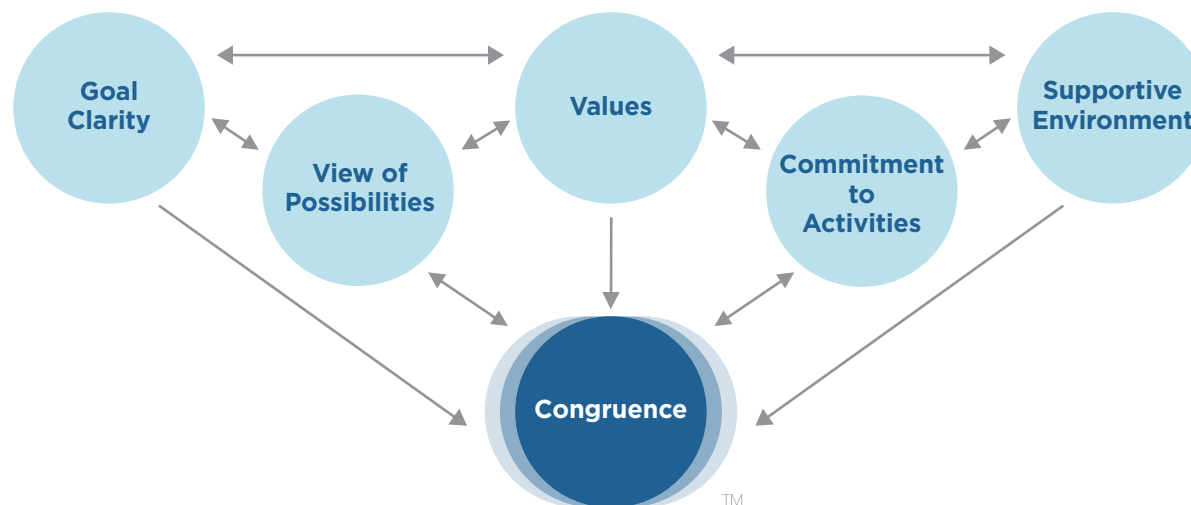 Goal
Clarity
View of
Possibilities
Values
Commitment
to
Activities
Supportive
Environment
Congruence
TM